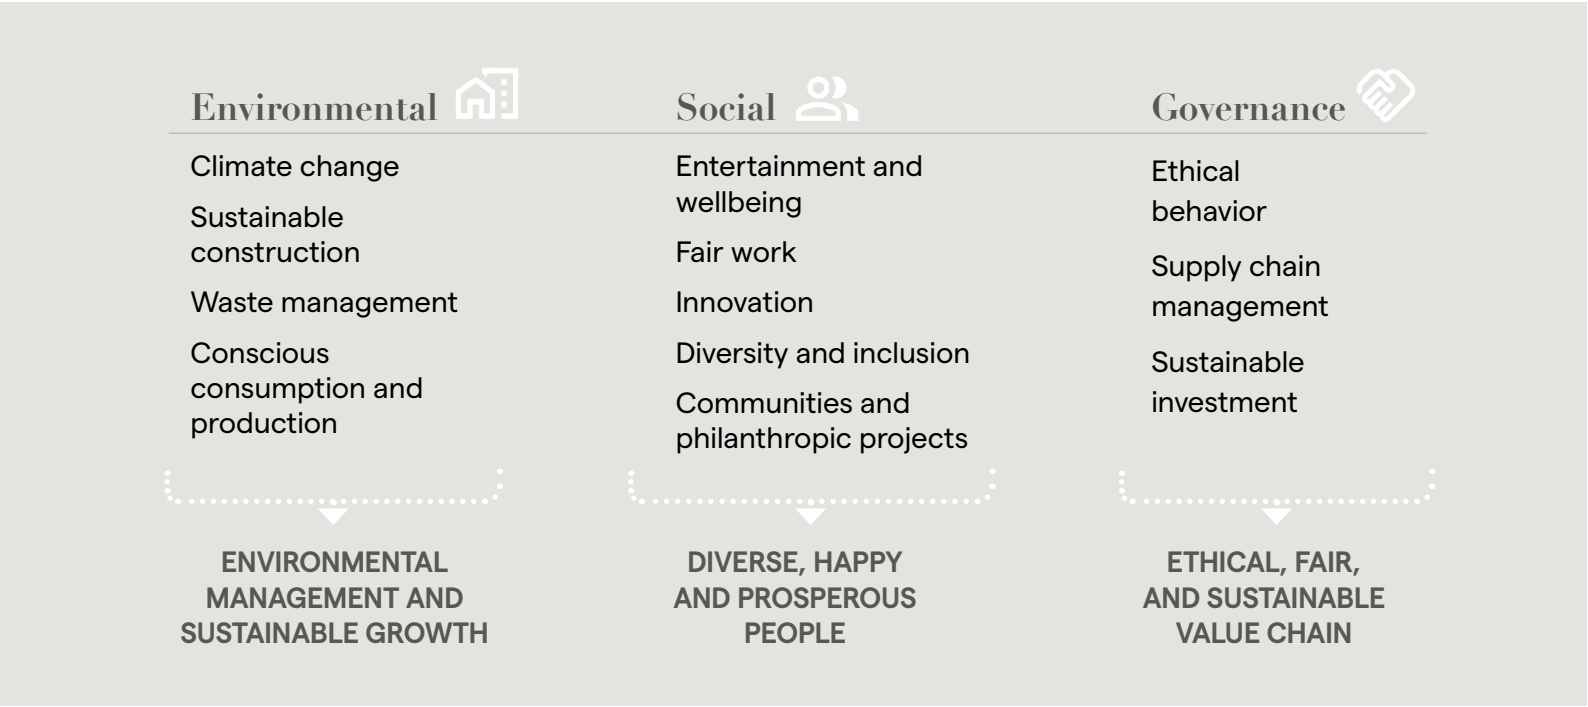 Environmental
Climate change
Sustainable
construction
Waste management
Conscious
consumption and
production
ENVIRONMENTAL
MANAGEMENT AND
SUSTAINABLE GROWTH
Social
Entertainment and
wellbeing
Fair work
Innovation
Diversity and inclusion
Communities and
philanthropic projects
DIVERSE, HAPPY
AND PROSPEROUS
PEOPLE
Governance
Ethical
behavior
Supply chain
management
Sustainable
investment
ETHICAL, FAIR,
AND SUSTAINABLE
VALUE CHAIN